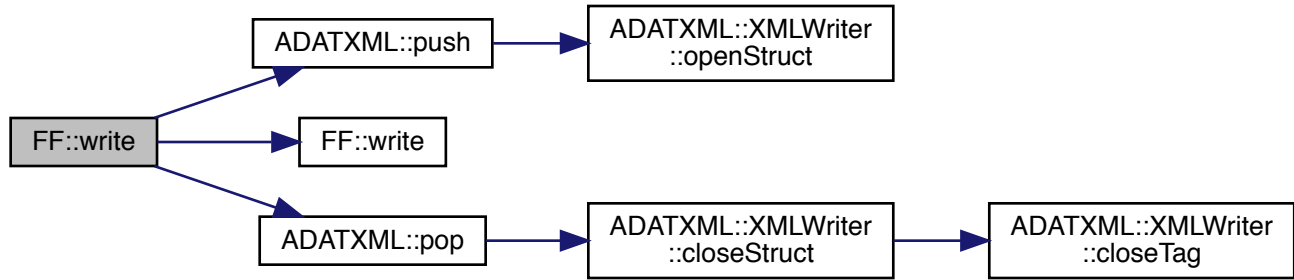 ADATXML::push
ADATXML::XMLWriter
::openStruct
FF::write
FF::write
ADATXML::pop
ADATXML::XMLWriter
::closeStruct
ADATXML::XMLWriter
::closeTag